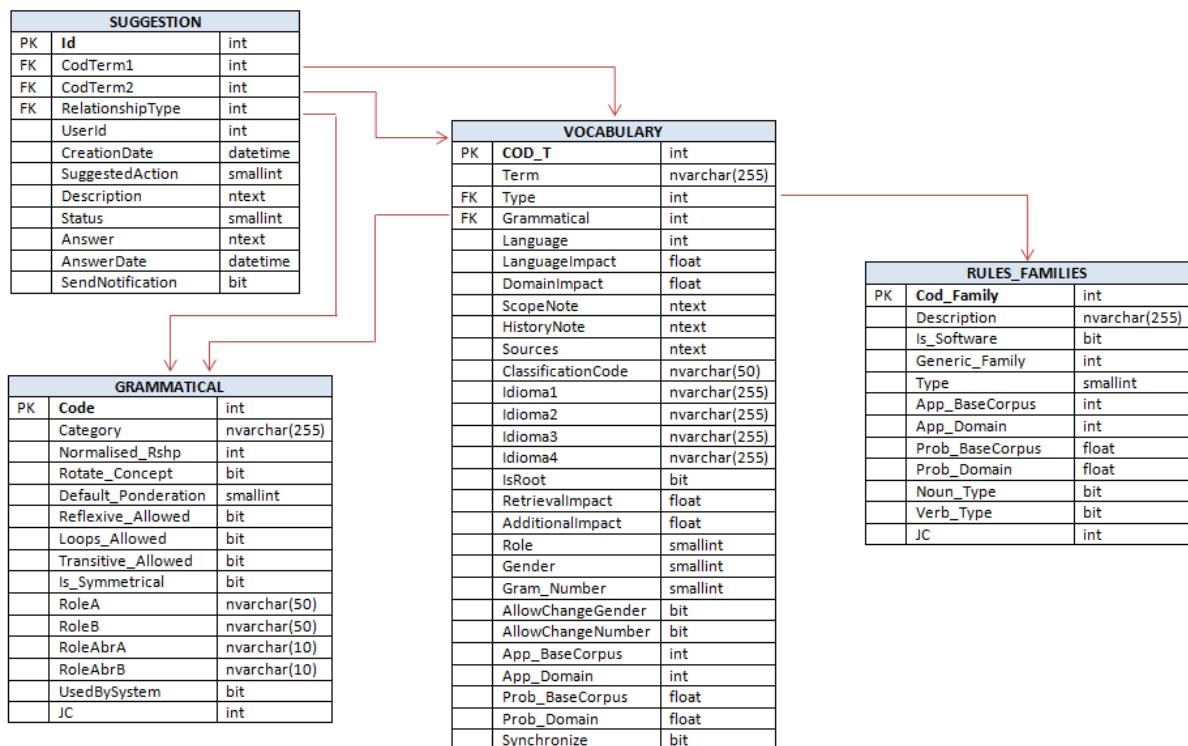 SUGGESTION
PK Id int
FK CodTerm1 int
FK CodTerm2 int
FK RelationshipType int
UserId int
CreationDate datetime
SuggestedAction smallint
Description ntext
Status smallint
Answer ntext
AnswerDate datetime
SendNotification bit
VOCABULARY
PK COD_T int
Term nvarchar(255)
FK Type int
FK Grammatical int
Language int
LanguageImpact float
DomainImpact float
ScopeNote ntext
HistoryNote ntext
Sources ntext
ClassificationCode nvarchar(50)
Idioma1 nvarchar(255)
Idioma2 nvarchar(255)
Idioma3 nvarchar(255)
Idioma4 nvarchar(255)
IsRoot bit
RetrievalImpact float
AdditionalImpact float
Role smallint
Gender smallint
Gram_Number smallint
AllowChangeGender bit
AllowChangeNumber bit
App_BaseCorpus int
App_Domain int
Prob_BaseCorpus float
Prob_Domain float
Synchronize bit
RULES_FAMILIES
PK Cod_Family int
Description nvarchar(255)
Is_Software bit
Generic_Family int
Type smallint
App_BaseCorpus int
App_Domain int
Prob_BaseCorpus float
Prob_Domain float
Noun_Type bit
Verb_Type bit
JC int
GRAMMATICAL
PK Code int
Category nvarchar(255)
Normalised_Rshp int
Rotate_Concept bit
Default_Ponderation smallint
Reflexive_Allowed bit
Loops_Allowed bit
Transitive_Allowed bit
Is_Symmetrical bit
RoleA nvarchar(50)
RoleB nvarchar(50)
RoleAbrA nvarchar(10)
RoleAbrB nvarchar(10)
UsedBySystem bit
JC int